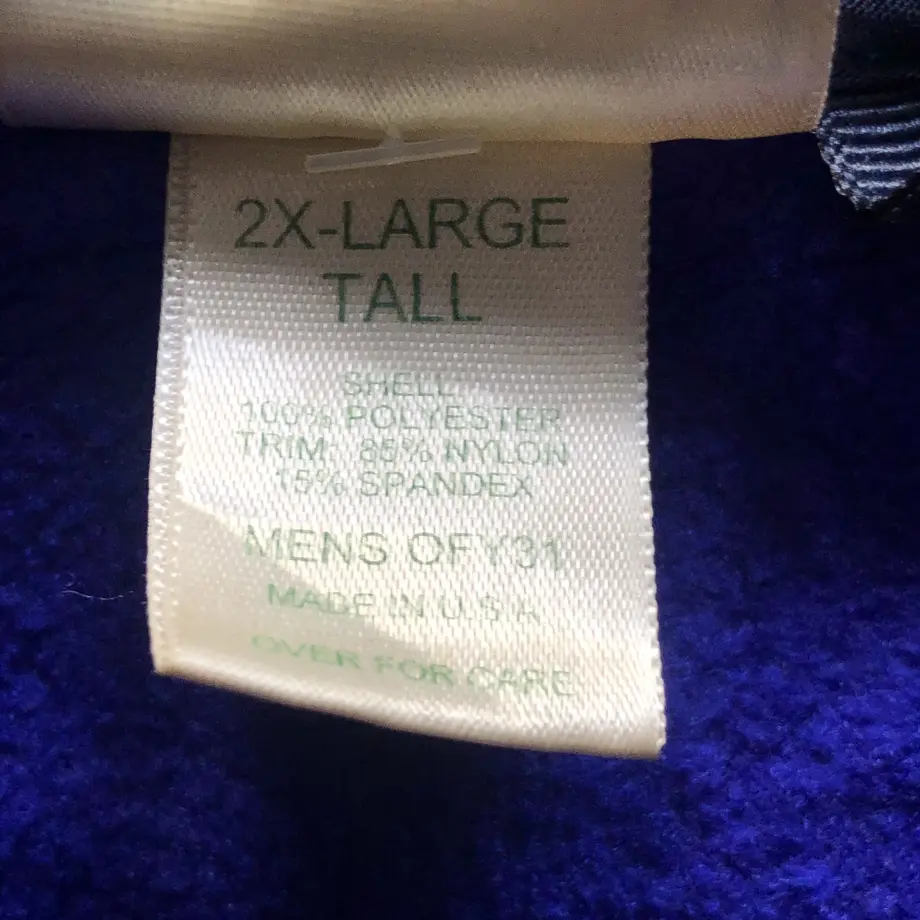 2X-LARGE
TALL
SHELL
100% POLYESTER
TRIM: 85% NYLON
15% SPANDEX
MENS OFY31
MADE IN U.S.A
OVER FOR CARE